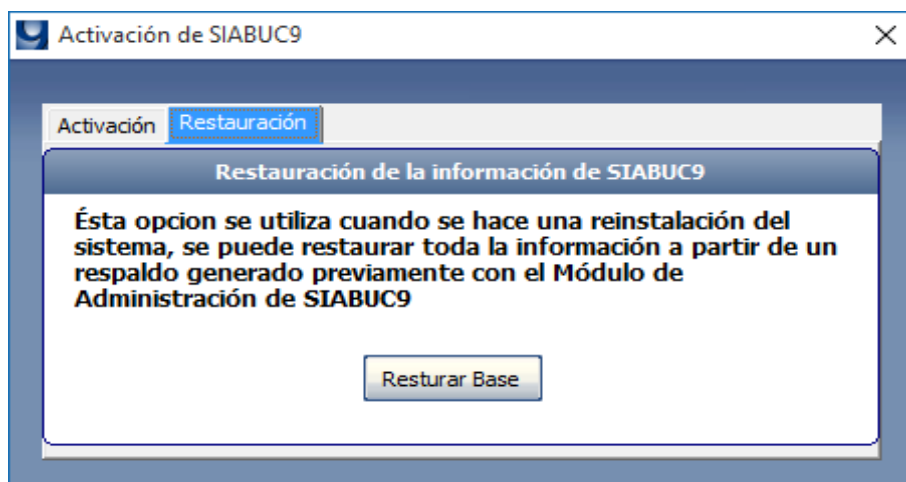 Activación de SIABUC9
Activación Restauración
Restauración de la información de SIABUC9
Ésta opcion se utiliza cuando se hace una reinstalación del
sistema, se puede restaurar toda la información a partir de un
respaldo generado previamente con el Módulo de
Administración de SIABUC9
Resturar Base